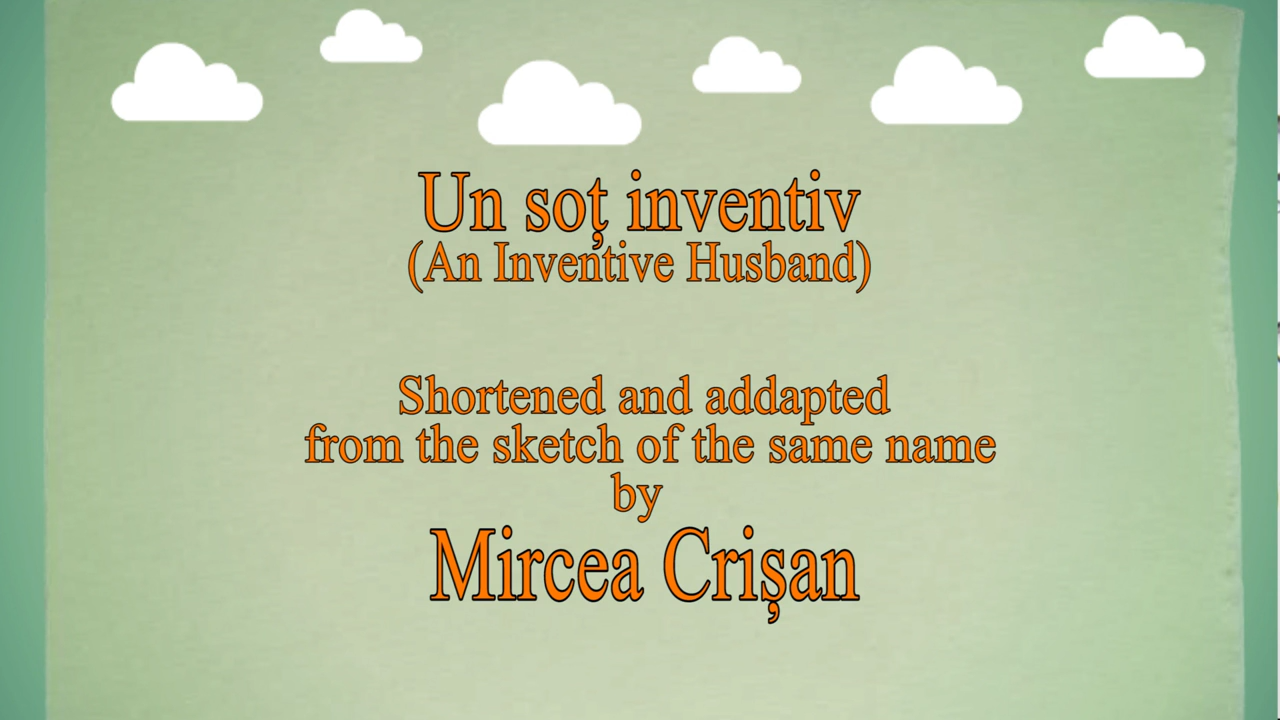 Un soț inventiv
(An Inventive Husband)
Shortened and addapted
from the sketch of the same name
by
Mircea Crișan